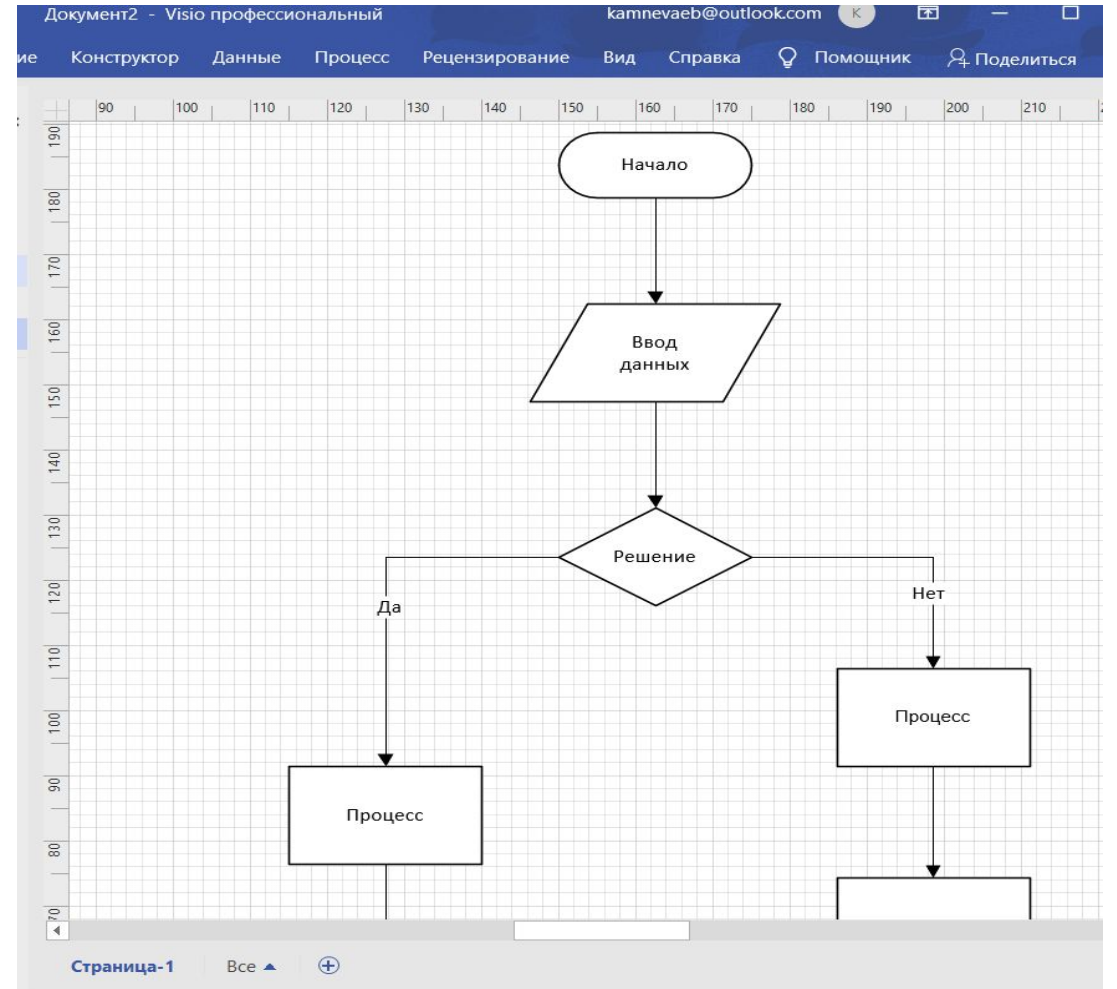 Документ2 - Visio профессиональный kamnevaeb@outlook.com K
ие Конструктор Данные Процесс Рецензирование Вид Справка Помощник Поделиться
90 100 110 120 130 140 150 160 170 180 190 200 210
190
180
170
160
150
140
130
120
110
100
90
80
70
Начало
Ввод
данных
Решение
Да
Нет
Процесс
Процесс
Страница-1 Все